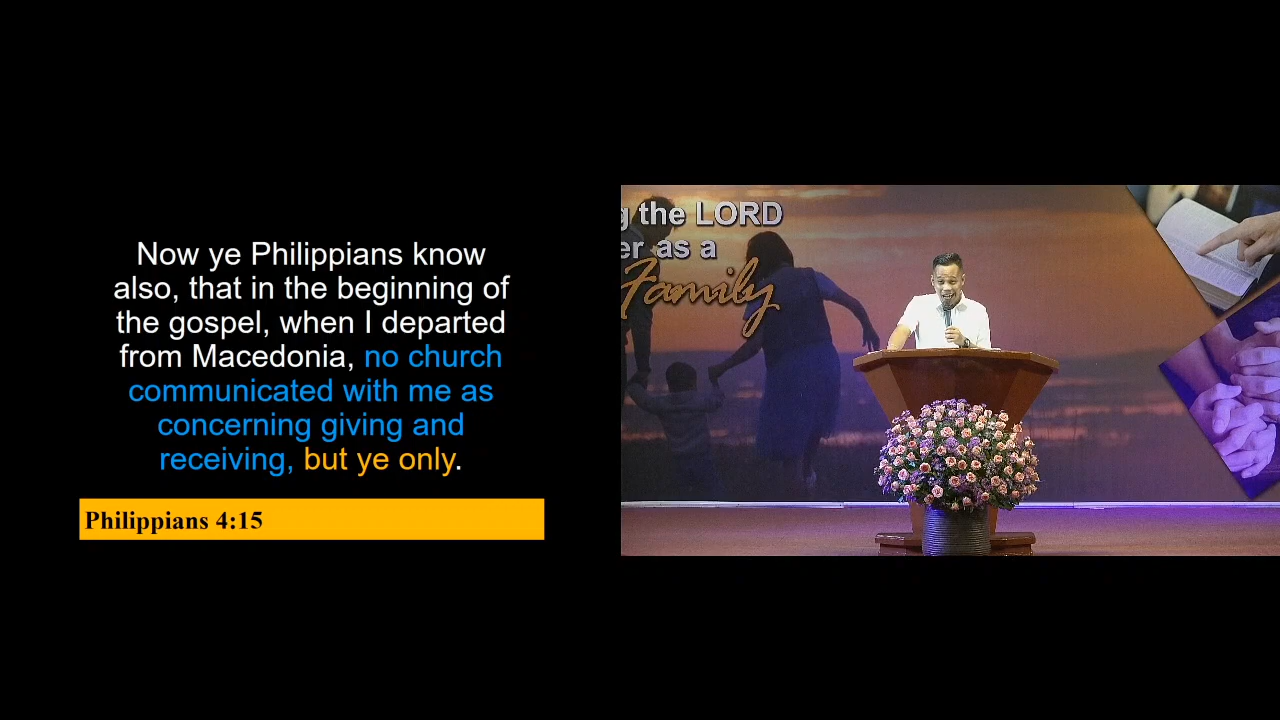 Now ye Philippians know
also, that in the beginning of
the gospel, when I departed
from Macedonia, no church
communicated with me as
concerning giving and
receiving, but ye only.
Philippians 4:15
the LORD
as a
Family